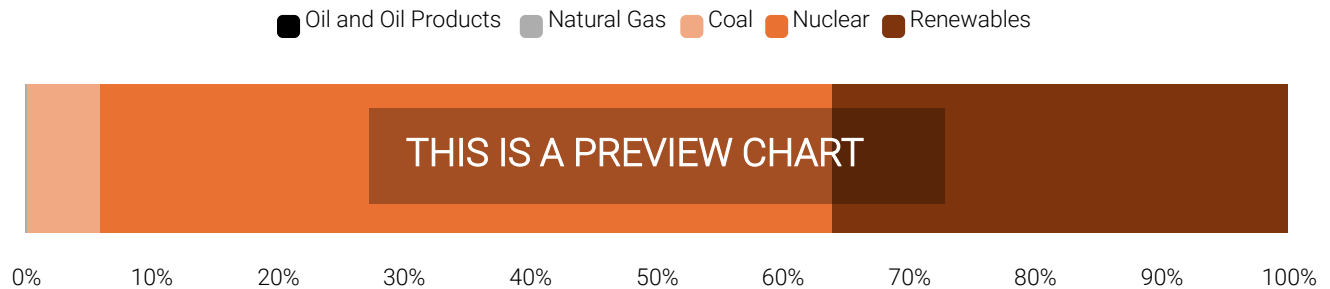 Oil and Oil Products Natural Gas Coal Nuclear Renewables
THIS IS A PREVIEW CHART
0% 10% 20% 30% 40% 50% 60% 70% 80% 90% 100%